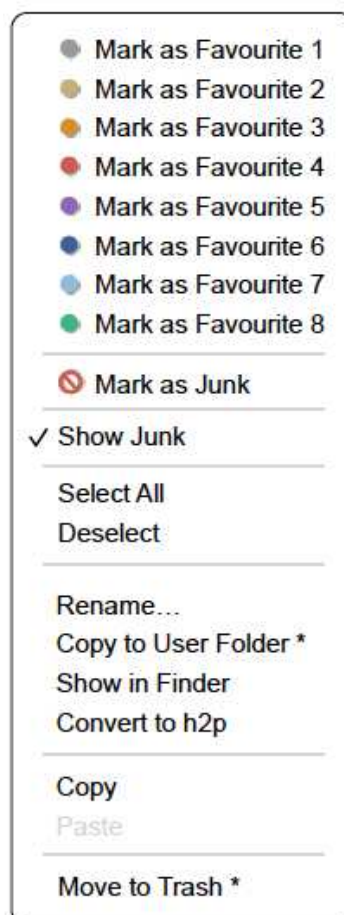 Mark as Favourite 1
Mark as Favourite 2
Mark as Favourite 3
Mark as Favourite 4
Mark as Favourite 5
Mark as Favourite 6
Mark as Favourite 7
Mark as Favourite 8
Mark as Junk
✓ Show Junk
Select All
Deselect
Rename...
Copy to User Folder *
Show in Finder
Convert to h2p
Copy
Paste
Move to Trash *